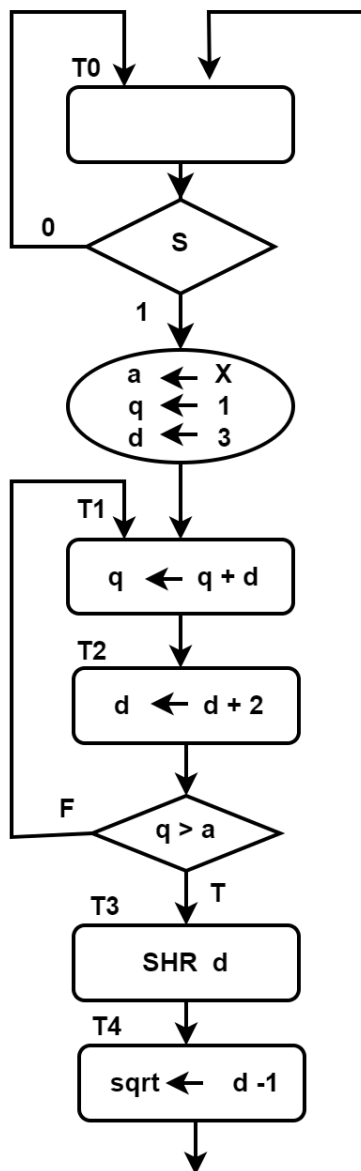 T0
0
S
1
a ← X
q ← 1
d ← 3
T1
q ← q + d
T2
d ← d + 2
F
q > a
T
T3
SHR d
T4
sqrt ← d -1